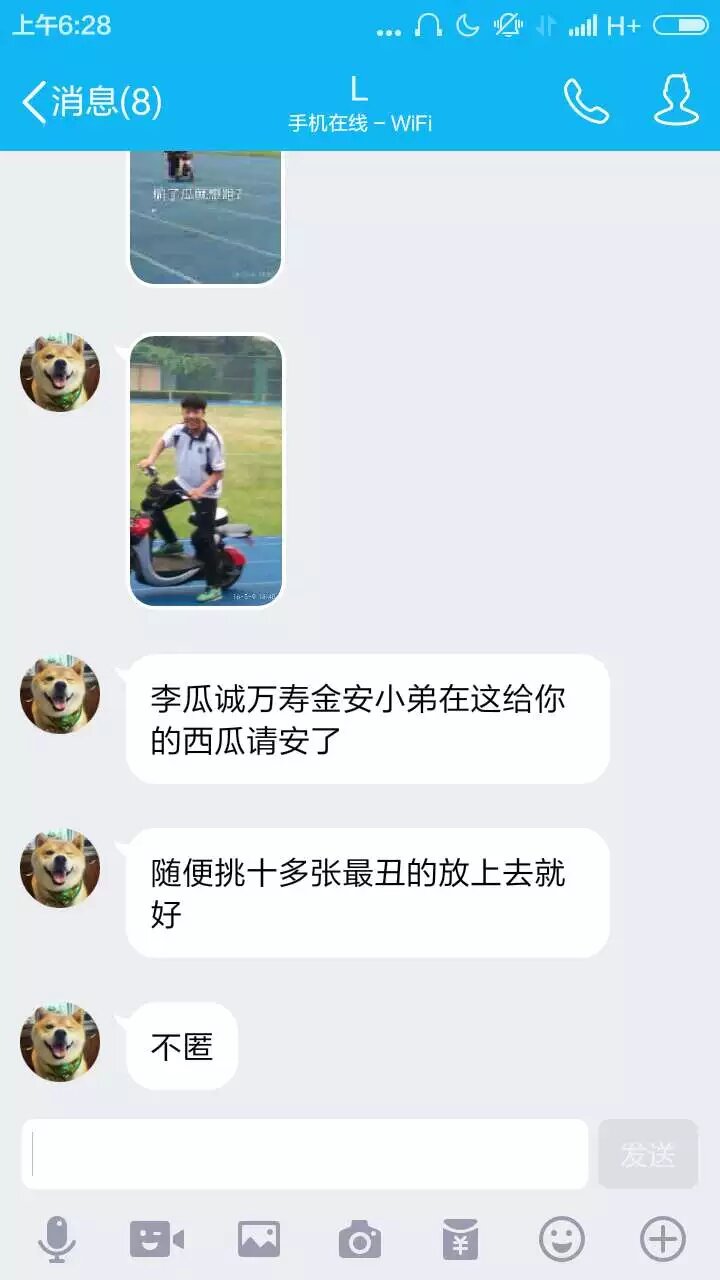 上午6:28
H+
消息(8)
L
手机在线 – WiFi
李瓜诚万寿金安小弟在这给你
的西瓜请安了
随便挑十多张最丑的放上去就
好
不匿
发送